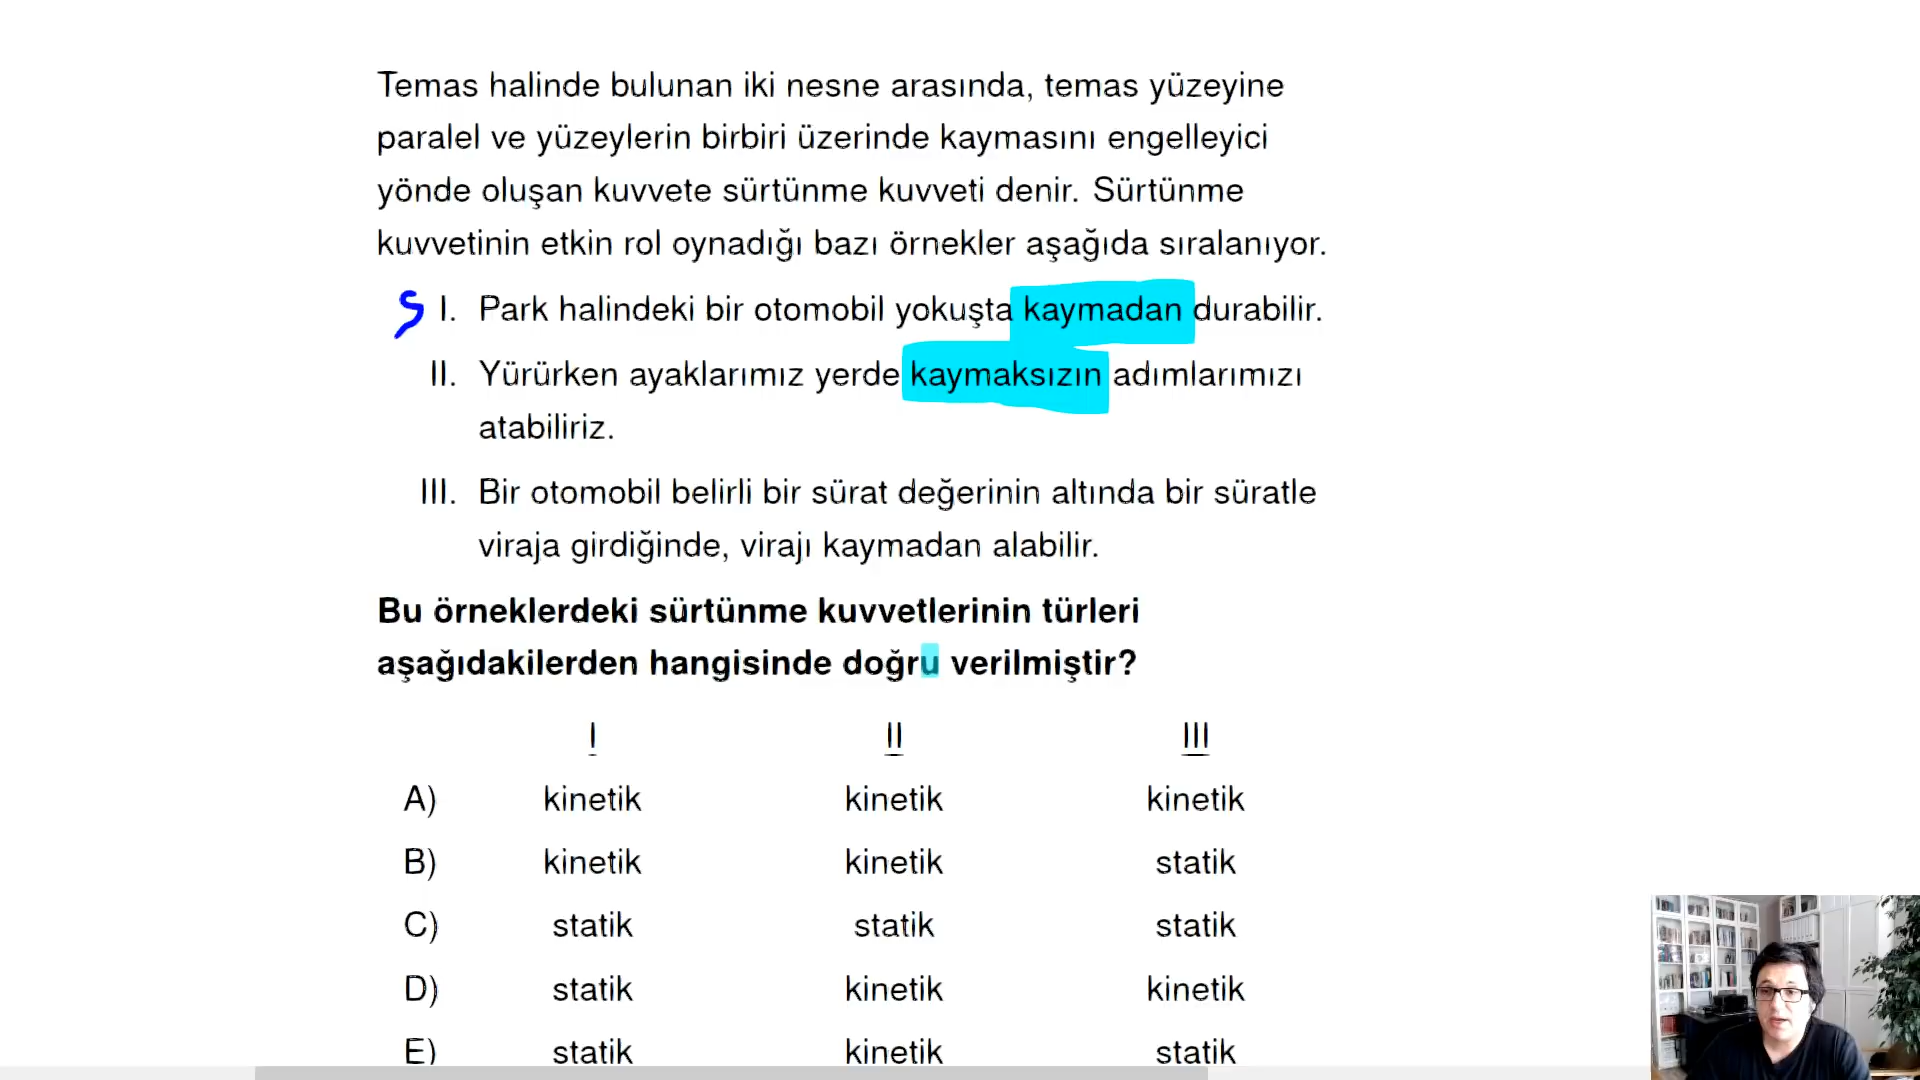 Temas halinde bulunan iki nesne arasında, temas yüzeyine
paralel ve yüzeylerin birbiri üzerinde kaymasını engelleyici
yönde oluşan kuvvete sürtünme kuvveti denir. Sürtünme
kuvvetinin etkin rol oynadığı bazı örnekler aşağıda sıralanıyor.
S I. Park halindeki bir otomobil yokuşta kaymadan durabilir.
II. Yürürken ayaklarımız yerde kaymaksızın adımlarımızı
atabiliriz.
III. Bir otomobil belirli bir sürat değerinin altında bir süratle
viraja girdiğinde, virajı kaymadan alabilir.
Bu örneklerdeki sürtünme kuvvetlerinin türleri
aşağıdakilerden hangisinde doğru verilmiştir?
I II III
A) kinetik kinetik kinetik
B) kinetik kinetik statik
C) statik statik statik
D) statik kinetik kinetik
E) statik kinetik statik